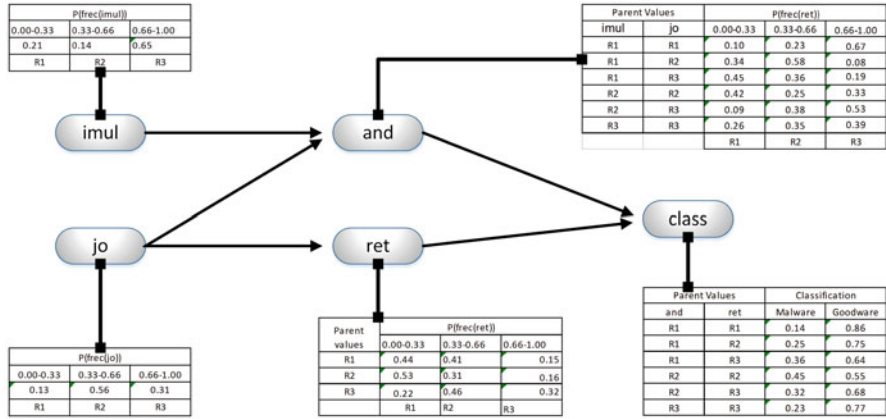 P(frec(imul))
0.00-0.33 0.33-0.66 0.66-1.00
0.21 0.14 0.65
R1 R2 R3
imul
jo
P(frec(jo))
0.00-0.33 0.33-0.66 0.66-1.00
0.13 0.56 0.31
R1 R2 R3
and
ret
Parent values P(frec(ret))
0.00-0.33 0.33-0.66 0.66-1.00
R1 0.44 0.41 0.15
R2 0.53 0.31 0.16
R3 0.22 0.46 0.32
R1 R2 R3
Parent Values P(frec(ret))
imul jo 0.00-0.33 0.33-0.66 0.66-1.00
R1 R1 0.10 0.23 0.67
R1 R2 0.34 0.58 0.08
R1 R3 0.45 0.36 0.19
R2 R2 0.42 0.25 0.33
R2 R3 0.09 0.38 0.53
R3 R3 0.26 0.35 0.39
R1 R2 R3
class
Parent Values Classification
and ret Malware Goodware
R1 R1 0.14 0.86
R1 R2 0.25 0.75
R1 R3 0.36 0.64
R2 R2 0.45 0.55
R2 R3 0.32 0.68
R3 R3 0.23 0.77